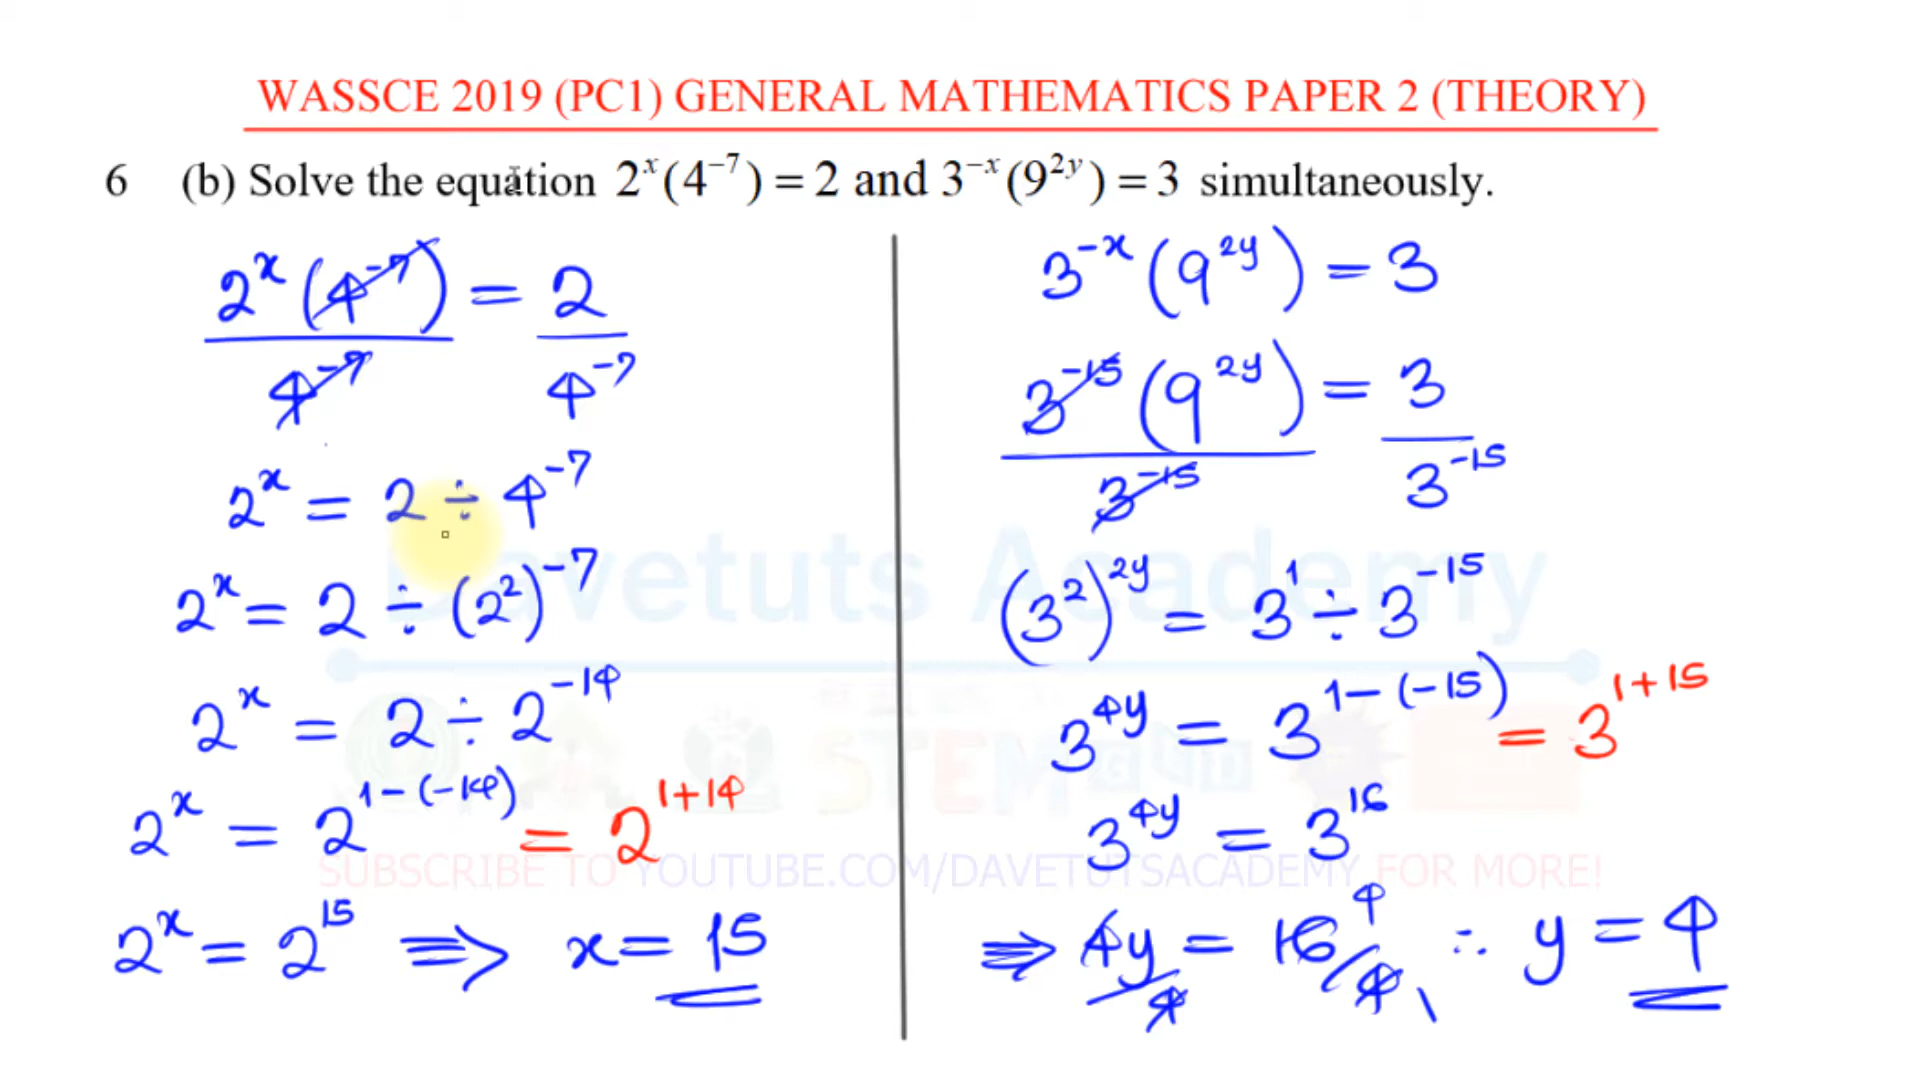 WASSCE 2019 (PC1) GENERAL MATHEMATICS PAPER 2 (THEORY)
6 (b) Solve the equation 2^x(4^{-7}) = 2 and 3^{-x}(9^{2y}) = 3 simultaneously.
2^x(4^{-7}) / 4^{-7} = 2 / 4^{-7}
2^x = 2 ÷ 4^{-7}
2^x = 2 ÷ (2^2)^{-7}
2^x = 2 ÷ 2^{-14}
2^x = 2^{1-(-14)} = 2^{1+14}
2^x = 2^{15} ⇒ x = 15
3^{-x}(9^{2y}) = 3
3^{-15}(9^{2y}) / 3^{-15} = 3 / 3^{-15}
(3^2)^{2y} = 3^1 ÷ 3^{-15}
3^{4y} = 3^{1-(-15)} = 3^{1+15}
3^{4y} = 3^{16}
⇒ 4y/4 = 16/4 4 1 ∴ y = 4
Davetuts Academy
STEM
SUBSCRIBE TO YOUTUBE.COM/DAVETUTSACADEMY FOR MORE!